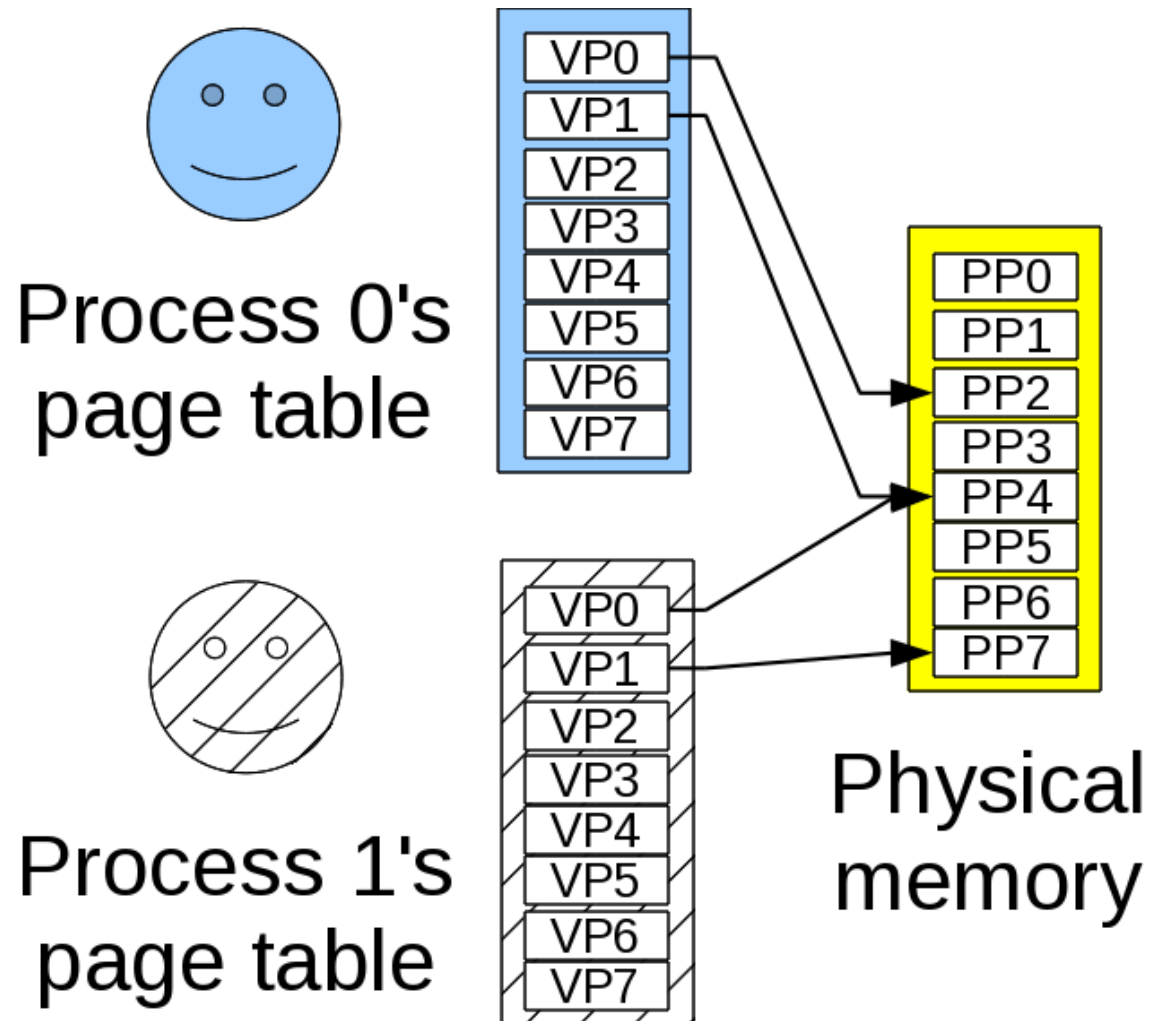 VP0
VP1
VP2
VP3
VP4
VP5
VP6
VP7
Process 0's
page table
PP0
PP1
PP2
PP3
PP4
PP5
PP6
PP7
Physical
memory
VP0
VP1
VP2
VP3
VP4
VP5
VP6
VP7
Process 1's
page table